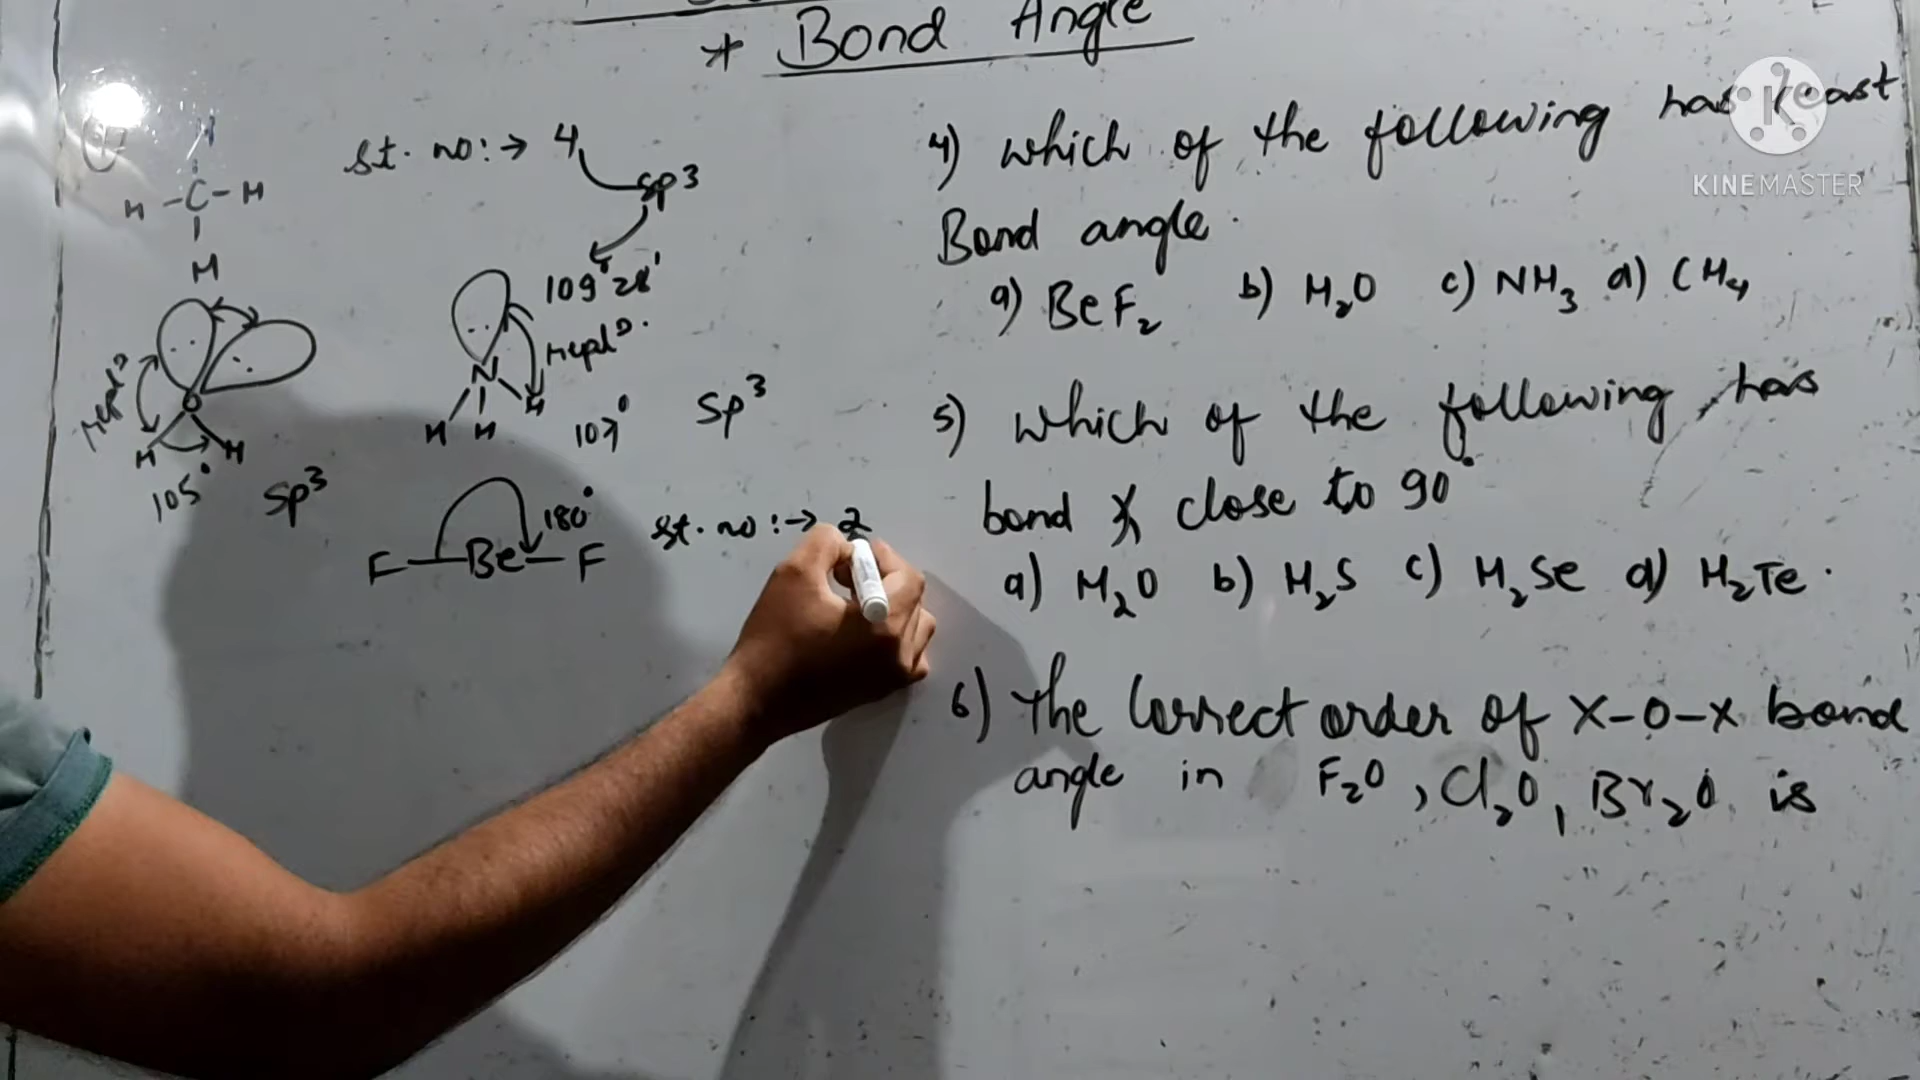 * Bond Angle
KINEMASTER
st. no:→ 4
sp3
109°28'
H
H-C-H
H
N
H H H
Repl^n.
107° Sp3
Repl^n
O
H H
105° Sp3
F-Be-F 180°
st. no:→ 2
4) which of the following has least
Bond angle.
a) BeF2 b) H2O c) NH3 d) CH4
5) which of the following has
bond ∡ close to 90°
a) H2O b) H2S c) H2Se d) H2Te.
6) The correct order of X-O-X bond
angle in F2O, Cl2O, Br2O is